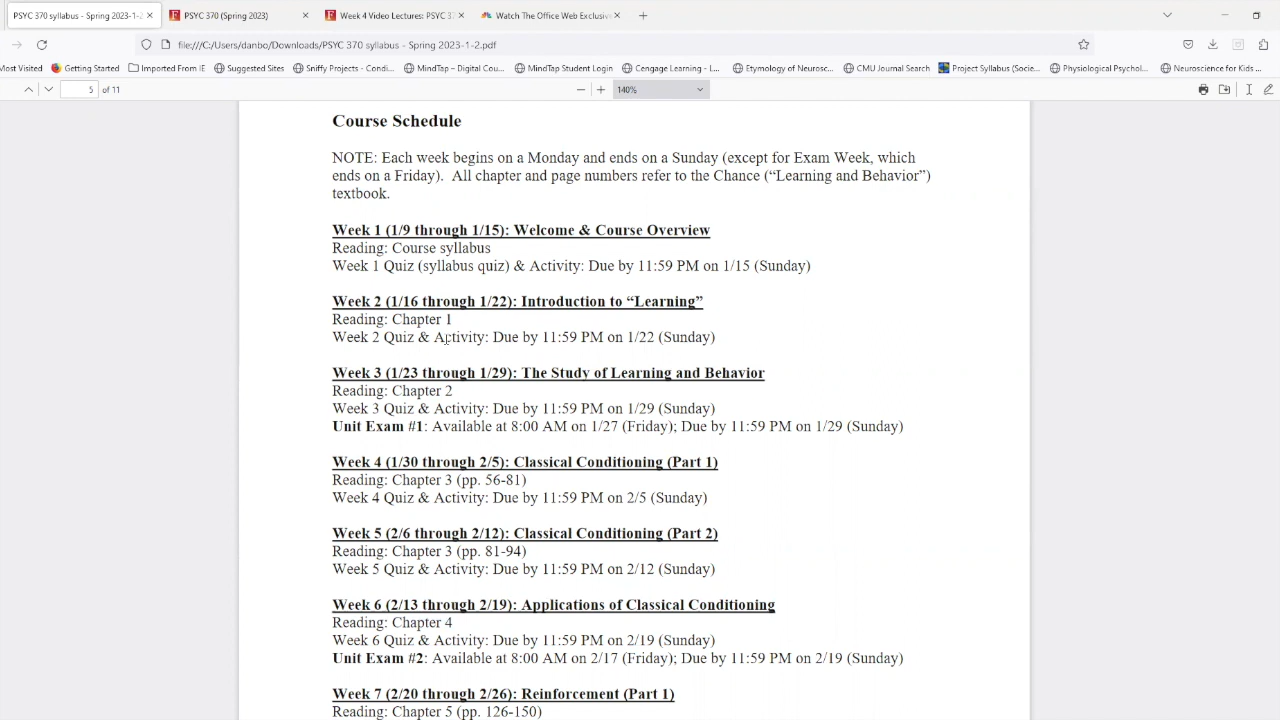 PSYC 370 syllabus - Spring 2023-1-2
PSYC 370 (Spring 2023)
Week 4 Video Lectures: PSYC 37
Watch The Office Web Exclusive
file:///C:/Users/danbo/Downloads/PSYC 370 syllabus - Spring 2023-1-2.pdf
Most Visited
Getting Started
Imported From IE
Suggested Sites
Sniffy Projects - Condi...
MindTap - Digital Cou...
MindTap Student Login
Cengage Learning - L...
Etymology of Neurosc...
CMU Journal Search
Project Syllabus (Socie...
Physiological Psychol...
Neuroscience for Kids ...
5 of 11
140%
Course Schedule
NOTE: Each week begins on a Monday and ends on a Sunday (except for Exam Week, which
ends on a Friday). All chapter and page numbers refer to the Chance (“Learning and Behavior”)
textbook.
Week 1 (1/9 through 1/15): Welcome & Course Overview
Reading: Course syllabus
Week 1 Quiz (syllabus quiz) & Activity: Due by 11:59 PM on 1/15 (Sunday)
Week 2 (1/16 through 1/22): Introduction to “Learning”
Reading: Chapter 1
Week 2 Quiz & Activity: Due by 11:59 PM on 1/22 (Sunday)
Week 3 (1/23 through 1/29): The Study of Learning and Behavior
Reading: Chapter 2
Week 3 Quiz & Activity: Due by 11:59 PM on 1/29 (Sunday)
Unit Exam #1: Available at 8:00 AM on 1/27 (Friday); Due by 11:59 PM on 1/29 (Sunday)
Week 4 (1/30 through 2/5): Classical Conditioning (Part 1)
Reading: Chapter 3 (pp. 56-81)
Week 4 Quiz & Activity: Due by 11:59 PM on 2/5 (Sunday)
Week 5 (2/6 through 2/12): Classical Conditioning (Part 2)
Reading: Chapter 3 (pp. 81-94)
Week 5 Quiz & Activity: Due by 11:59 PM on 2/12 (Sunday)
Week 6 (2/13 through 2/19): Applications of Classical Conditioning
Reading: Chapter 4
Week 6 Quiz & Activity: Due by 11:59 PM on 2/19 (Sunday)
Unit Exam #2: Available at 8:00 AM on 2/17 (Friday); Due by 11:59 PM on 2/19 (Sunday)
Week 7 (2/20 through 2/26): Reinforcement (Part 1)
Reading: Chapter 5 (pp. 126-150)